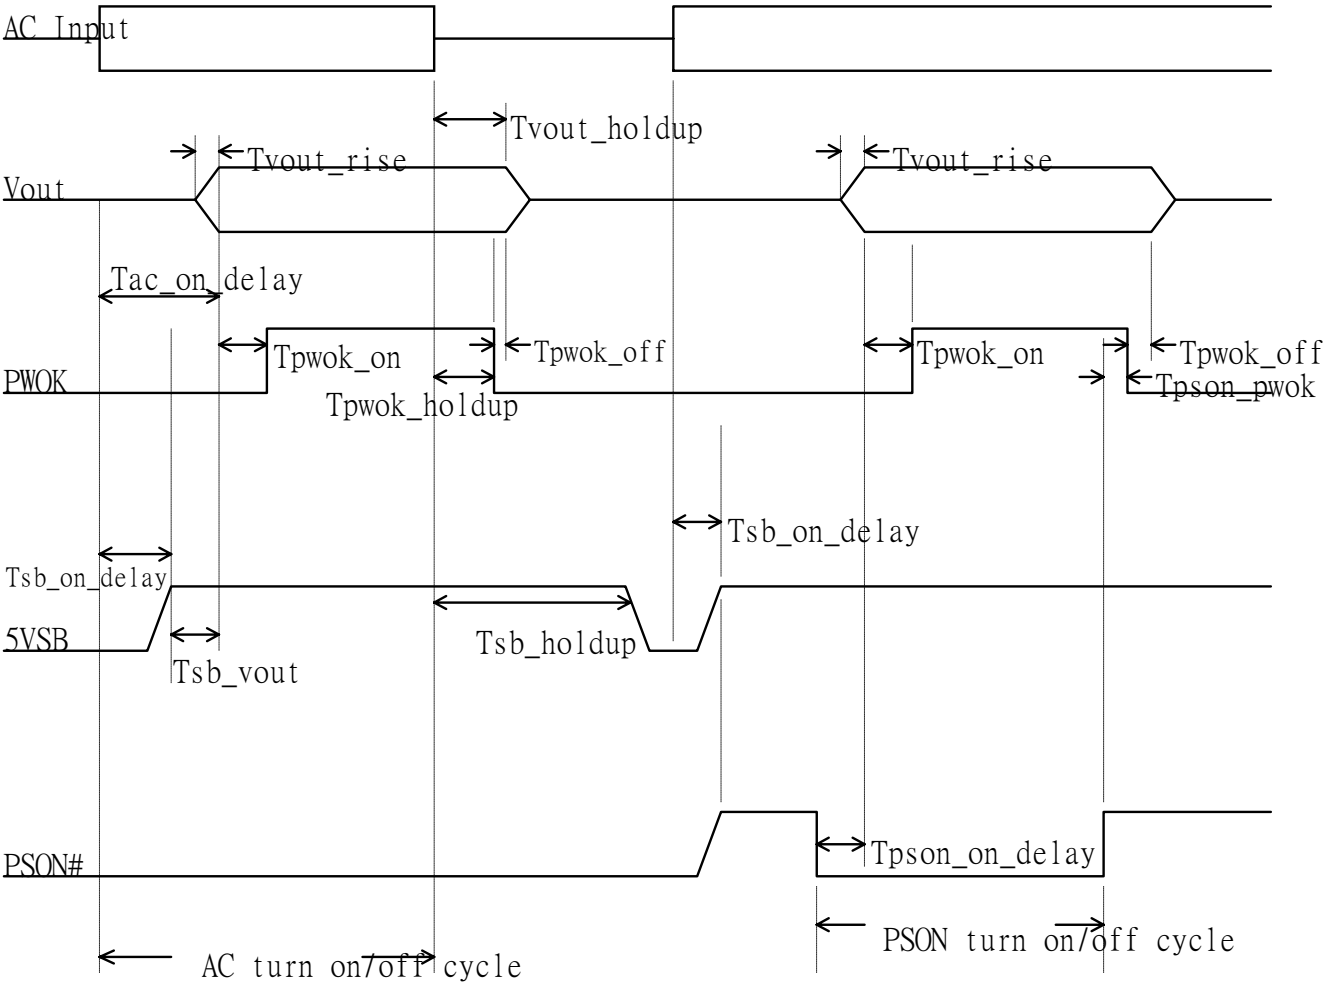 AC Input
Tvout_holdup
Tvout_rise
Tvout_rise
Vout
Tac_on_delay
Tpwok_on
Tpwok_off
Tpwok_on
Tpwok_off
PWOK
Tpwok_holdup
Tpson_pwok
Tsb_on_delay
Tsb_on_delay
5VSB
Tsb_holdup
Tsb_vout
PSON#
Tpson_on_delay
PSON turn on/off cycle
AC turn on/off cycle